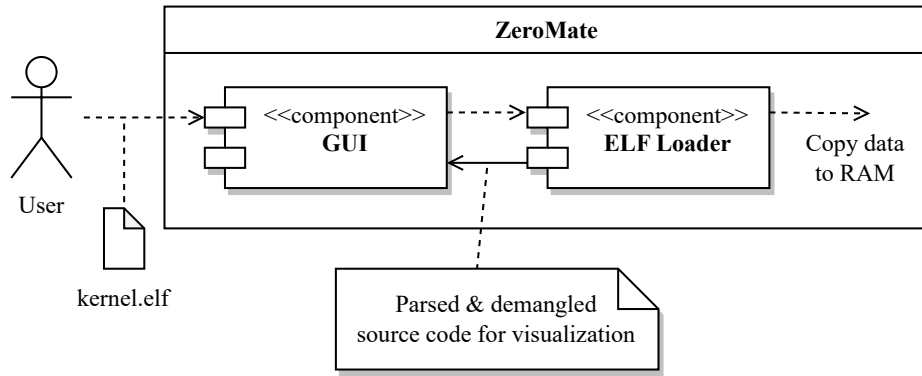 ZeroMate
<<component>>
GUI
<<component>>
ELF Loader
Copy data
to RAM
User
kernel.elf
Parsed & demangled
source code for visualization